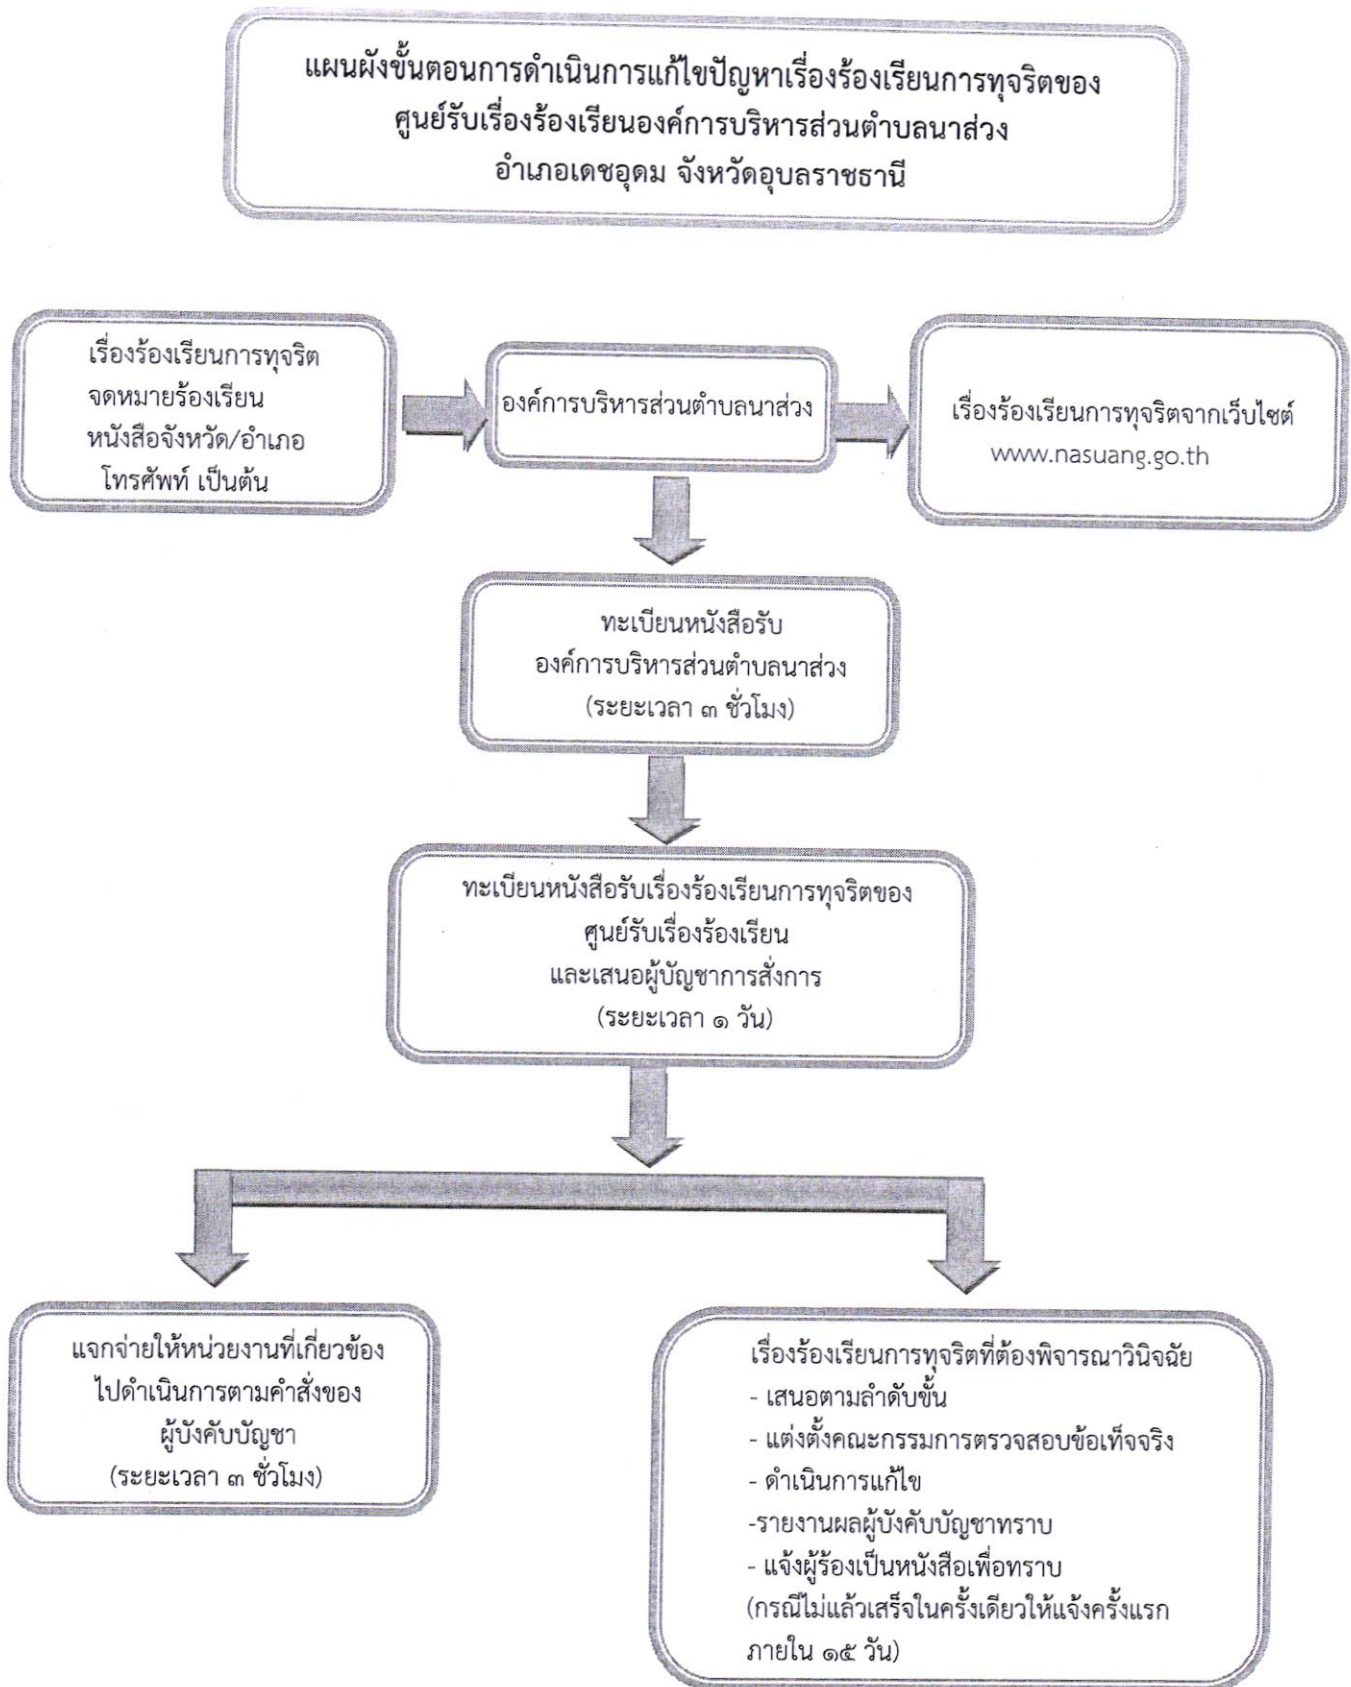 แผนผังขั้นตอนการดำเนินการแก้ไขปัญหาเรื่องร้องเรียนการทุจริตของ
ศูนย์รับเรื่องร้องเรียนองค์การบริหารส่วนตำบลนาส่วง
อำเภอเดชอุดม จังหวัดอุบลราชธานี
เรื่องร้องเรียนการทุจริต
จดหมายร้องเรียน
หนังสือจังหวัด/อำเภอ
โทรศัพท์ เป็นต้น
องค์การบริหารส่วนตำบลนาส่วง
เรื่องร้องเรียนการทุจริตจากเว็บไซต์
www.nasuang.go.th
ทะเบียนหนังสือรับ
องค์การบริหารส่วนตำบลนาส่วง
(ระยะเวลา ๓ ชั่วโมง)
ทะเบียนหนังสือรับเรื่องร้องเรียนการทุจริตของ
ศูนย์รับเรื่องร้องเรียน
และเสนอผู้บัญชาการสั่งการ
(ระยะเวลา ๑ วัน)
แจกจ่ายให้หน่วยงานที่เกี่ยวข้อง
ไปดำเนินการตามคำสั่งของ
ผู้บังคับบัญชา
(ระยะเวลา ๓ ชั่วโมง)
เรื่องร้องเรียนการทุจริตที่ต้องพิจารณาวินิจฉัย
- เสนอตามลำดับขั้น
- แต่งตั้งคณะกรรมการตรวจสอบข้อเท็จจริง
- ดำเนินการแก้ไข
-รายงานผลผู้บังคับบัญชาทราบ
- แจ้งผู้ร้องเป็นหนังสือเพื่อทราบ
(กรณีไม่แล้วเสร็จในครั้งเดียวให้แจ้งครั้งแรก
ภายใน ๑๕ วัน)